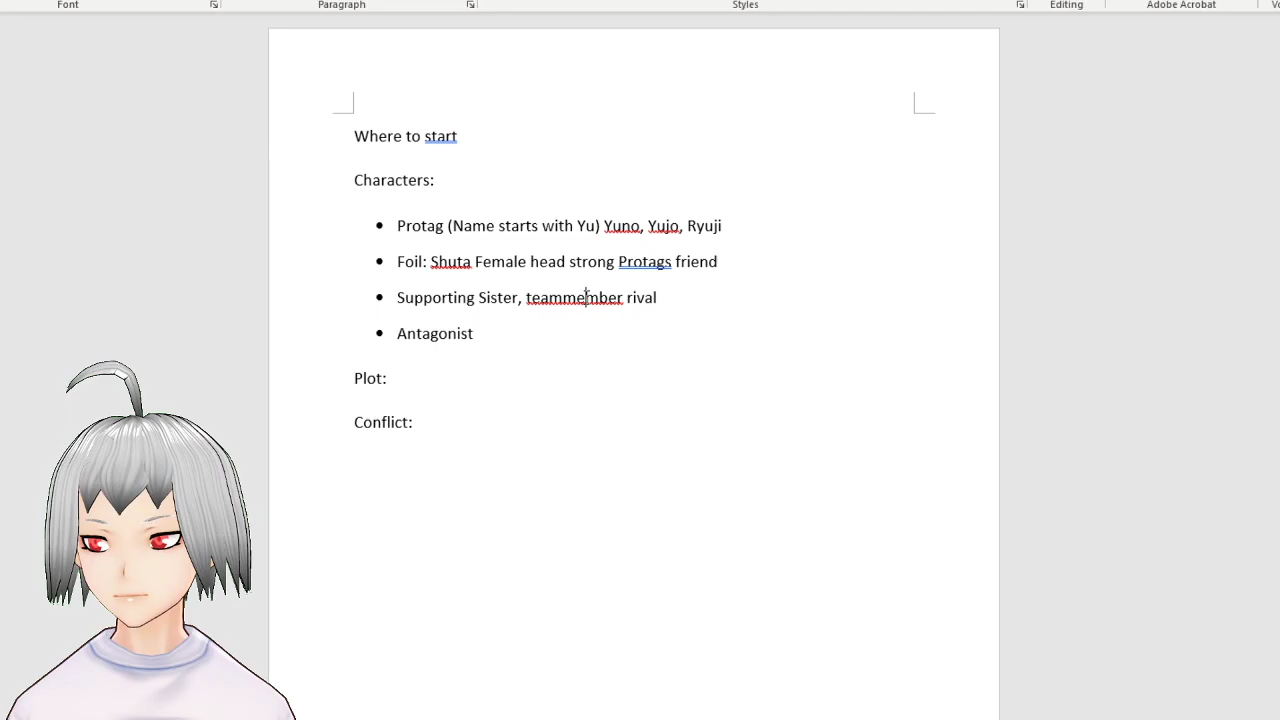 Font Paragraph Styles Editing Adobe Acrobat
Where to start
Characters:
• Protag (Name starts with Yu) Yuno, Yujo, Ryuji
• Foil: Shuta Female head strong Protags friend
• Supporting Sister, teammember rival
• Antagonist
Plot:
Conflict: